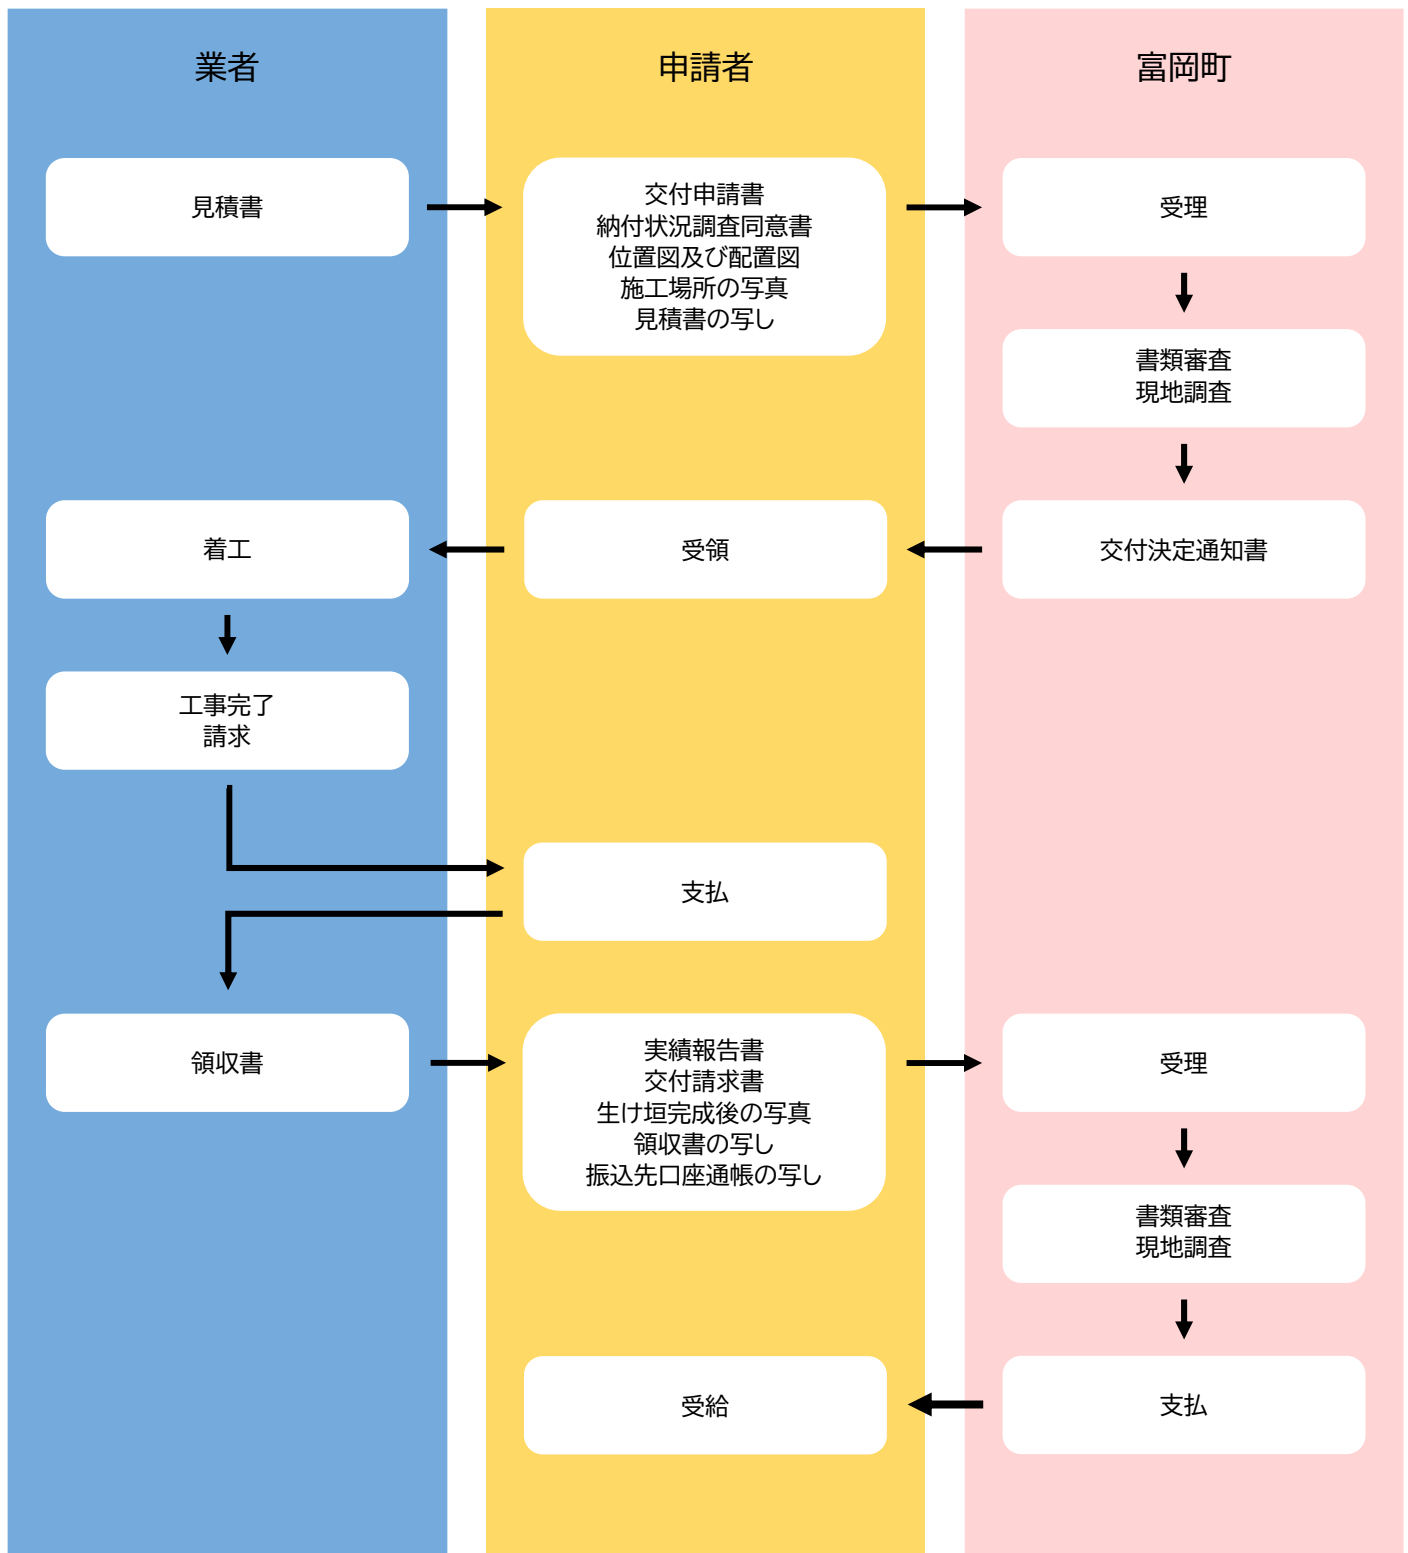 業者
申請者
富岡町
見積書
交付申請書
納付状況調査同意書
位置図及び配置図
施工場所の写真
見積書の写し
受理
書類審査
現地調査
着工
受領
交付決定通知書
工事完了
請求
支払
領収書
実績報告書
交付請求書
生け垣完成後の写真
領収書の写し
振込先口座通帳の写し
受理
書類審査
現地調査
受給
支払